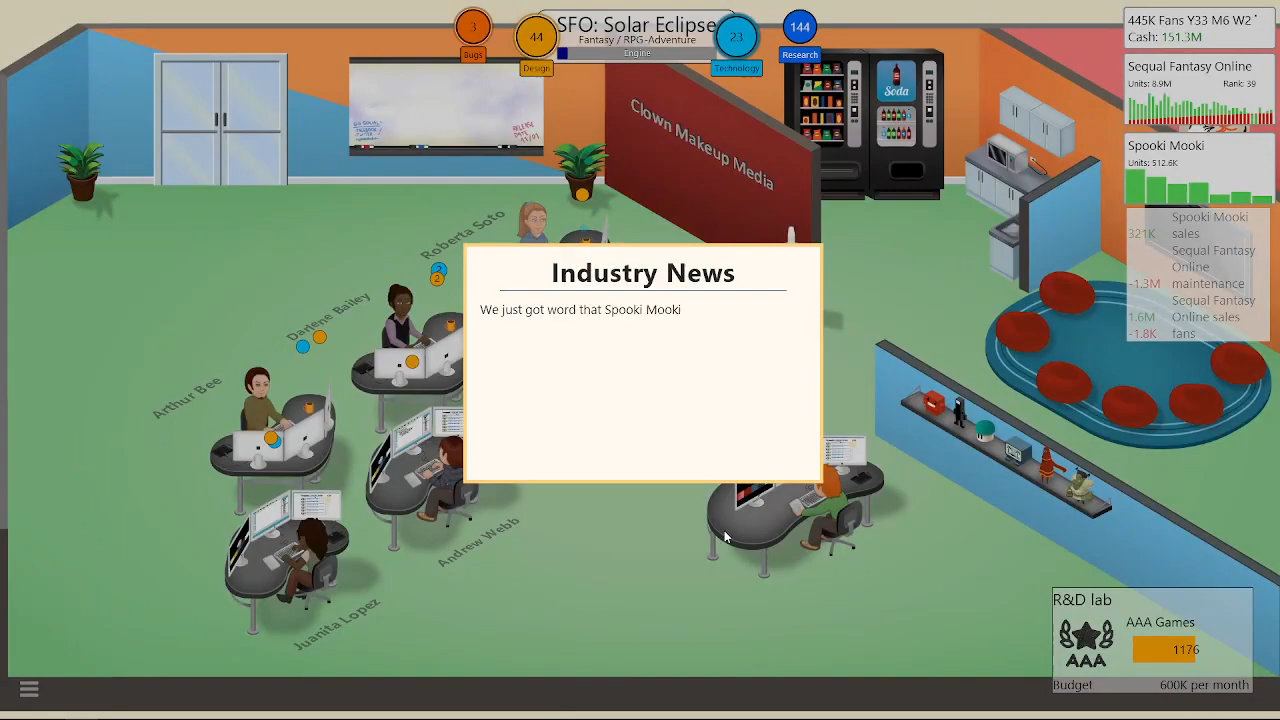 3
Bugs
44
Design
SFO: Solar Eclipse
Fantasy / RPG-Adventure
Engine
23
Technology
144
Research
445K Fans Y33 M6 W2
Cash: 151.3M
Sequal Fantasy Online
Units: 8.9M Rank: 39
Spooki Mooki
Units: 512.6K
Spooki Mooki
321K sales
Sequal Fantasy
Online
-1.3M maintenance
Sequal Fantasy
1.6M Online sales
-1.8K fans
RELEASE
Soda
Clown Makeup Media
Roberta Soto
2
2
Darlene Bailey
Arthur Bee
Industry News
We just got word that Spooki Mooki
Andrew Webb
Juanita Lopez
R&D lab
AAA Games
1176
AAA
Budget 600K per month